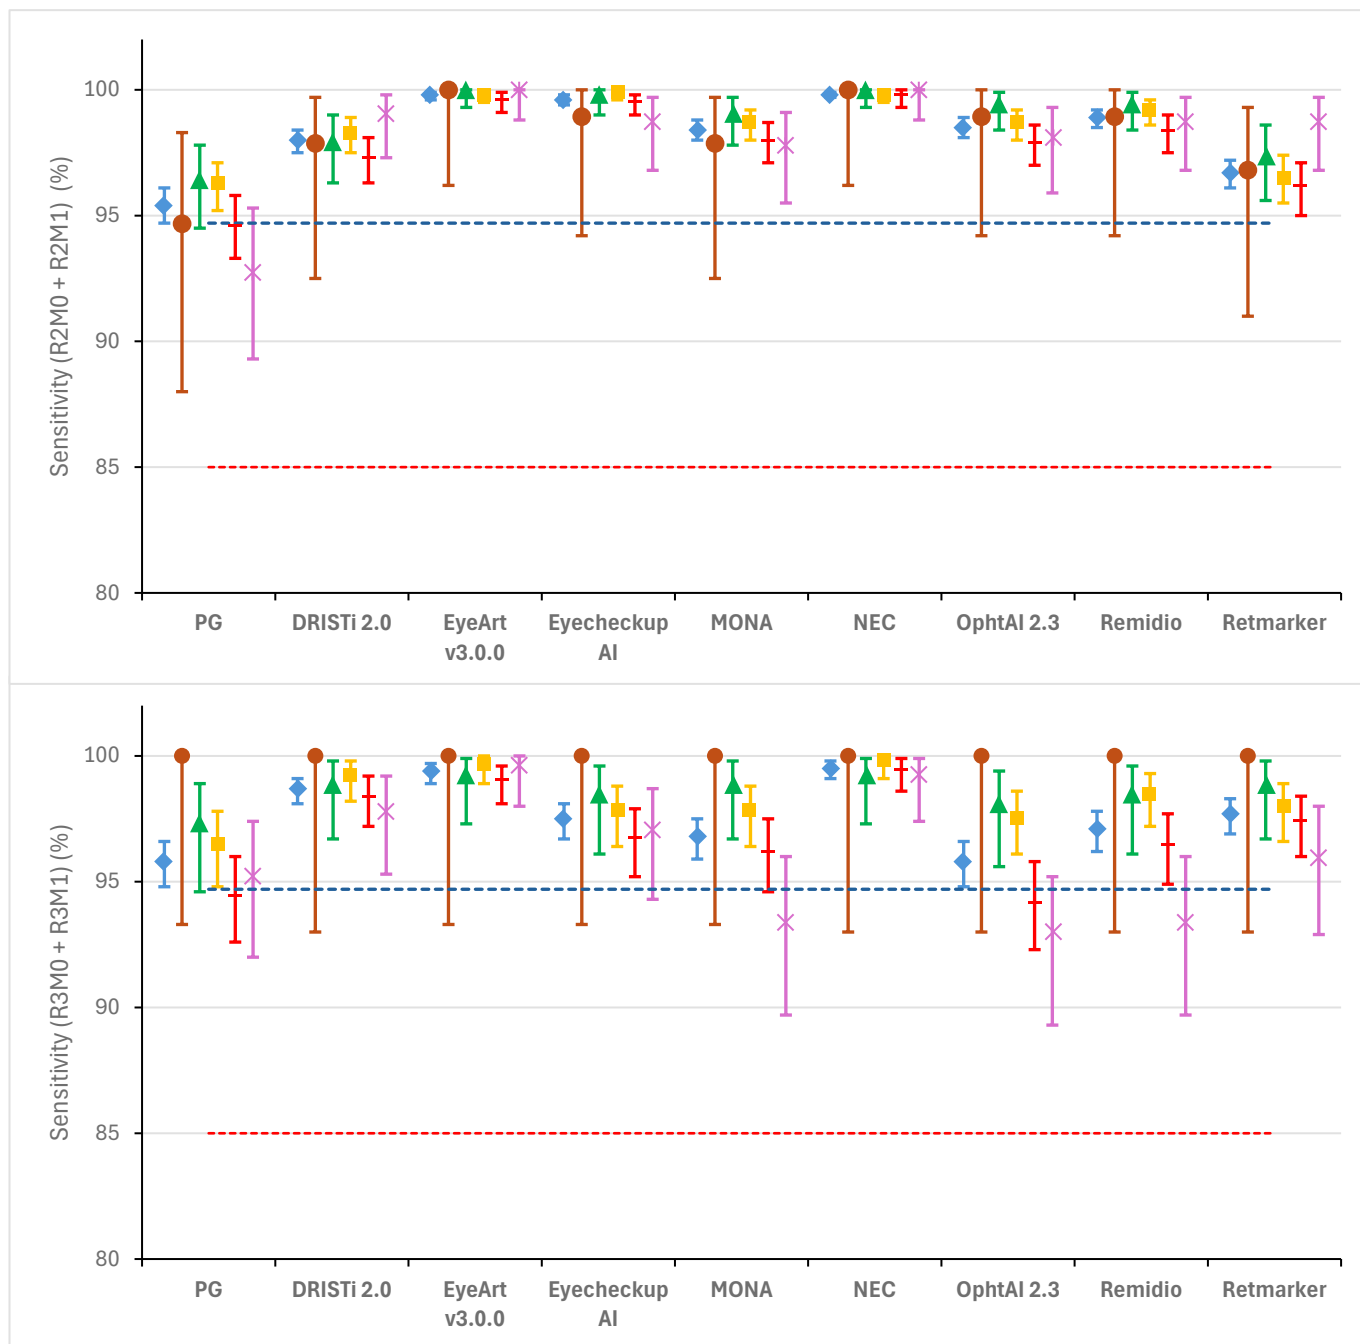 Sensitivity (R2M0 + R2M1) (%)
100
95
90
85
80
PG DRISTi 2.0 EyeArt v3.0.0 Eyecheckup AI MONA NEC OphtAI 2.3 Remidio Retmarker
Sensitivity (R3M0 + R3M1) (%)
100
95
90
85
80
PG DRISTi 2.0 EyeArt v3.0.0 Eyecheckup AI MONA NEC OphtAI 2.3 Remidio Retmarker